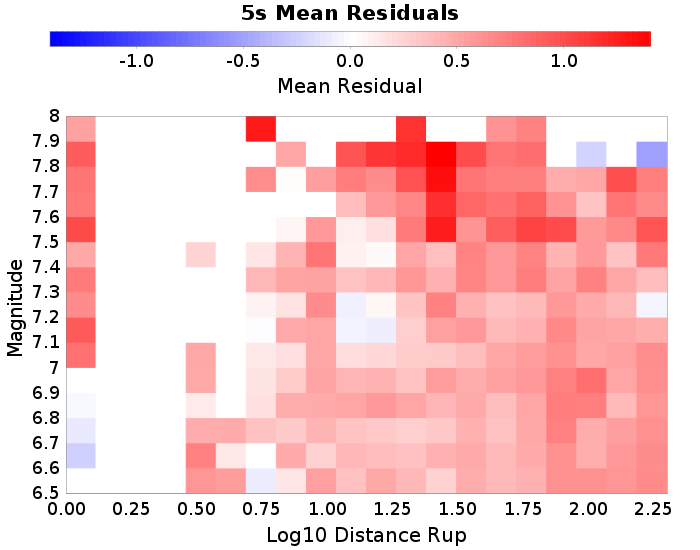 5s Mean Residuals
-1.0 -0.5 0.0 0.5 1.0
Mean Residual
8
7.9
7.8
7.7
7.6
7.5
7.4
7.3
7.2
7.1
7
6.9
6.8
6.7
6.6
6.5
Magnitude
0.00 0.25 0.50 0.75 1.00 1.25 1.50 1.75 2.00 2.25
Log10 Distance Rup